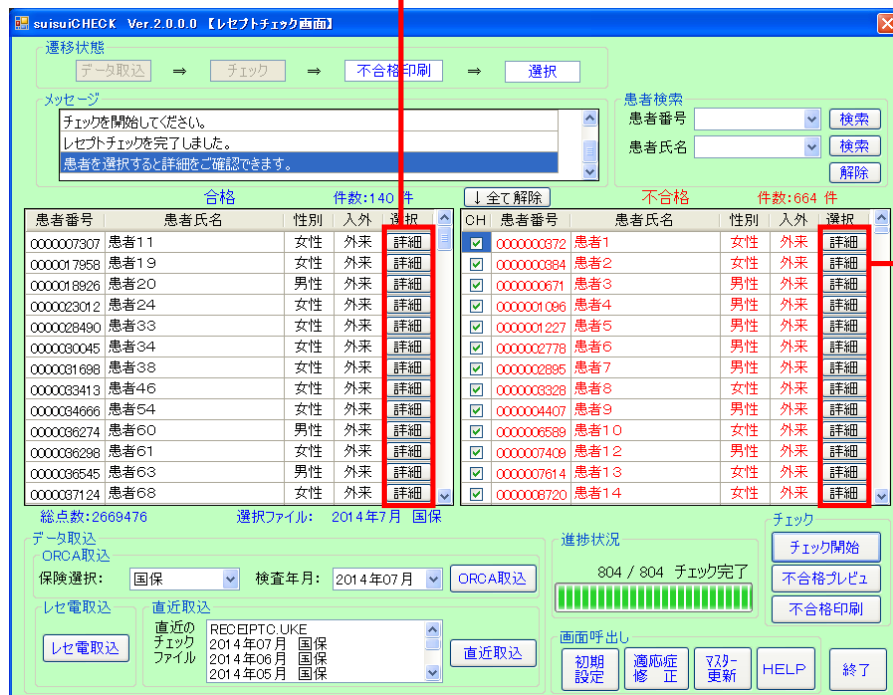 suisuiCHECK Ver.2.0.0.0 【レセプトチェック画面】
遷移状態
データ取込 ⇒ チェック ⇒ 不合格印刷 ⇒ 選択
メッセージ
チェックを開始してください。
レセプトチェックを完了しました。
患者を選択すると詳細をご確認できます。
患者検索
患者番号 検索
患者氏名 検索
解除
合格 件数:140 件
患者番号 患者氏名 性別 入外 選択
0000007307 患者11 女性 外来 詳細
0000017958 患者19 女性 外来 詳細
0000018926 患者20 男性 外来 詳細
0000023012 患者24 女性 外来 詳細
0000028490 患者33 女性 外来 詳細
0000030045 患者34 女性 外来 詳細
0000031698 患者38 女性 外来 詳細
0000033413 患者46 女性 外来 詳細
0000034666 患者54 女性 外来 詳細
0000036274 患者60 男性 外来 詳細
0000036298 患者61 女性 外来 詳細
0000036545 患者63 男性 外来 詳細
0000037124 患者68 女性 外来 詳細
↓全て解除 不合格 件数:664 件
CH 患者番号 患者氏名 性別 入外 選択
0000000372 患者1 女性 外来 詳細
0000000384 患者2 女性 外来 詳細
0000000671 患者3 男性 外来 詳細
0000001096 患者4 男性 外来 詳細
0000001227 患者5 男性 外来 詳細
0000002778 患者6 男性 外来 詳細
0000002895 患者7 男性 外来 詳細
0000003328 患者8 女性 外来 詳細
0000004407 患者9 男性 外来 詳細
0000006589 患者10 女性 外来 詳細
0000007409 患者12 男性 外来 詳細
0000007614 患者13 女性 外来 詳細
0000008720 患者14 女性 外来 詳細
総点数:2669476 選択ファイル: 2014年7月 国保
データ取込
ORCA取込
保険選択: 国保 検査年月: 2014年07月 ORCA取込
レセ電取込
レセ電取込
直近取込
直近の
チェック
ファイル
RECEIPTC.UKE
2014年07月 国保
2014年06月 国保
2014年05月 国保
直近取込
進捗状況
804 / 804 チェック完了
チェック
チェック開始
不合格プレビュ
不合格印刷
画面呼出し
初期設定 適応症修正 マスター更新 HELP 終了